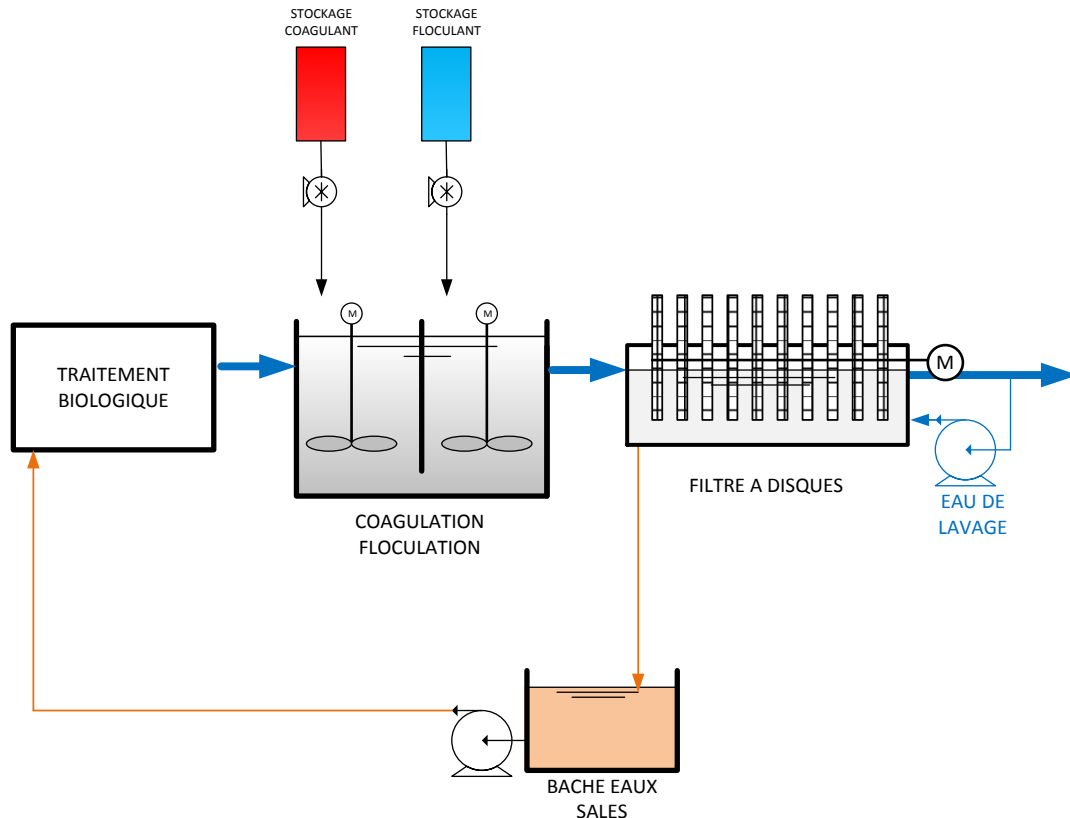 STOCKAGE
COAGULANT
STOCKAGE
FLOCULANT
M
M
TRAITEMENT
BIOLOGIQUE
M
COAGULATION
FLOCULATION
FILTRE A DISQUES
EAU DE
LAVAGE
BACHE EAUX
SALES